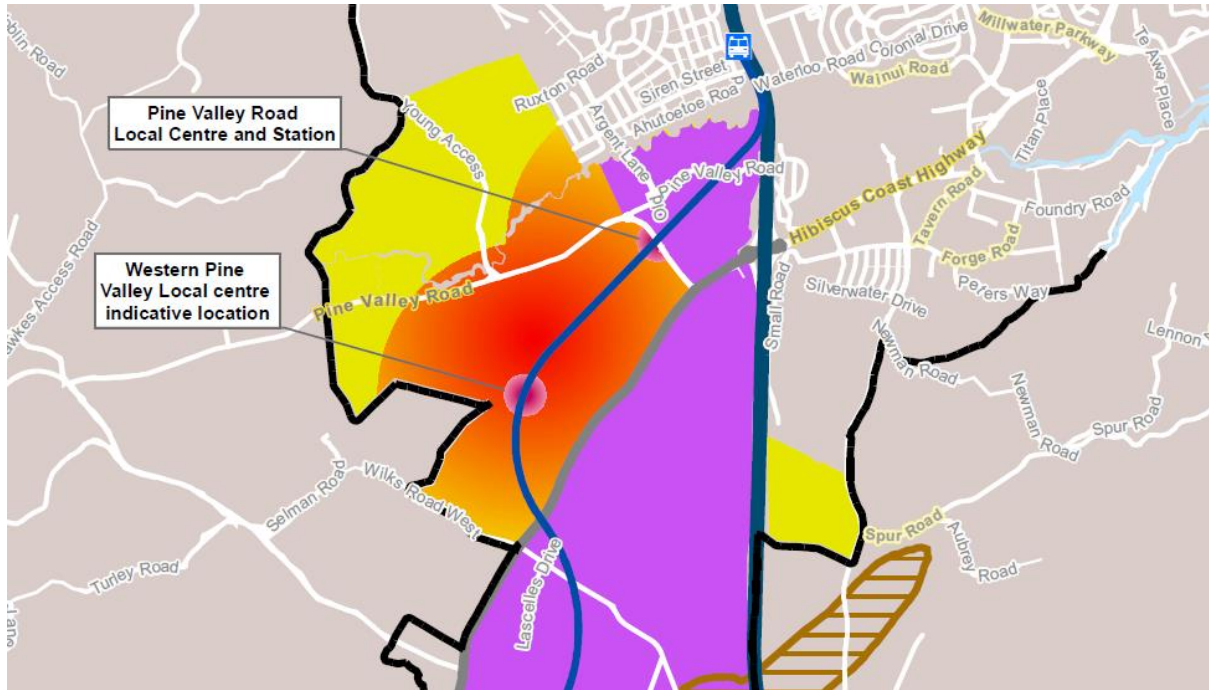 oblin Road
Millwater Parkway
Te Awa Place
Colonial Drive
Waterloo Road
Wainui Road
Ruxton Road
Siren Street
Ahutoetoe Roa
Argent Lane
Pine Valley Road
Local Centre and Station
Young Access
Titan Place
Pine Valley Road
Old
Hibiscus Coast Highway
Tavern Road
Foundry Road
Forge Road
Peters Way
Western Pine
Valley Local centre
indicative location
Pine Valley Road
awkes Access Road
Silverwater Drive
Small Road
Newman Road
Lennon
Newman Road
Spur Road
Selman Road
Wilks Road West
Spur Road
Aubrey Road
Turley Road
Lascelles Drive
Lane